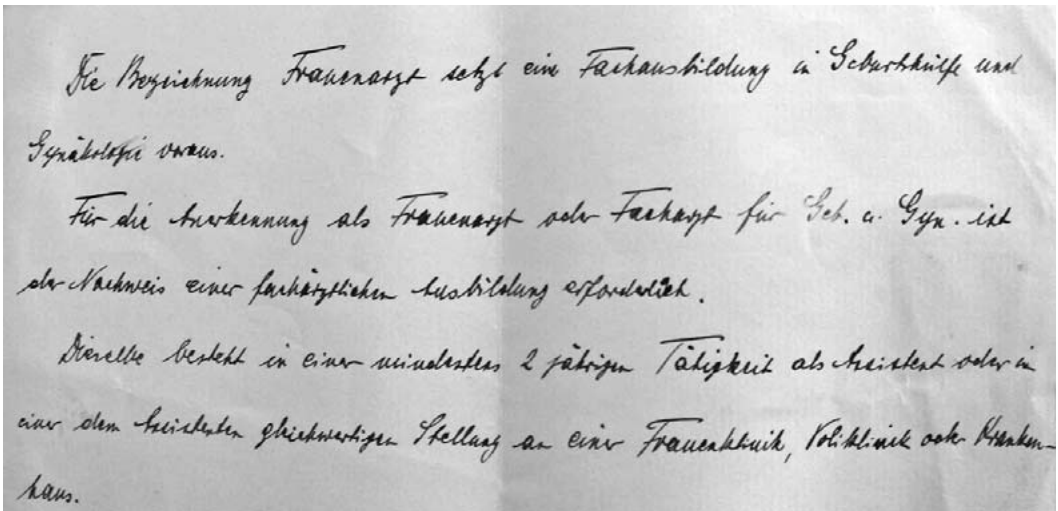 Die Bezeichnung Frauenarzt setzt eine Fachausbildung in Geburtshülfe und
Gynäkologie voraus.
Für die Anerkennung als Frauenarzt oder Facharzt für Geb. u. Gyn. ist
der Nachweis einer fachärztlichen Ausbildung erforderlich.
Dieselbe besteht in einer mindestens 2 jährigen Tätigkeit als Assistent oder in
einer dem Assistenten gleichwertigen Stellung an einer Frauenklinik, Poliklinik oder Kranken-
haus.